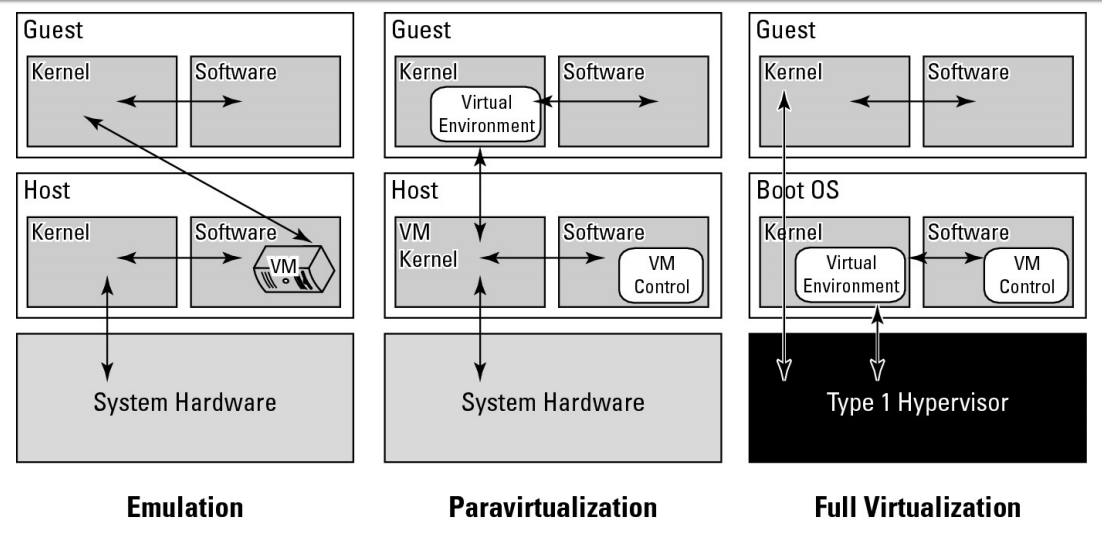 Guest
Kernel
Software
Host
Kernel
Software
VM
System Hardware
Emulation
Guest
Kernel
Software
Virtual
Environment
Host
VM
Kernel
Software
VM
Control
System Hardware
Paravirtualization
Guest
Kernel
Software
Boot OS
Kernel
Software
Virtual
Environment
VM
Control
Type 1 Hypervisor
Full Virtualization